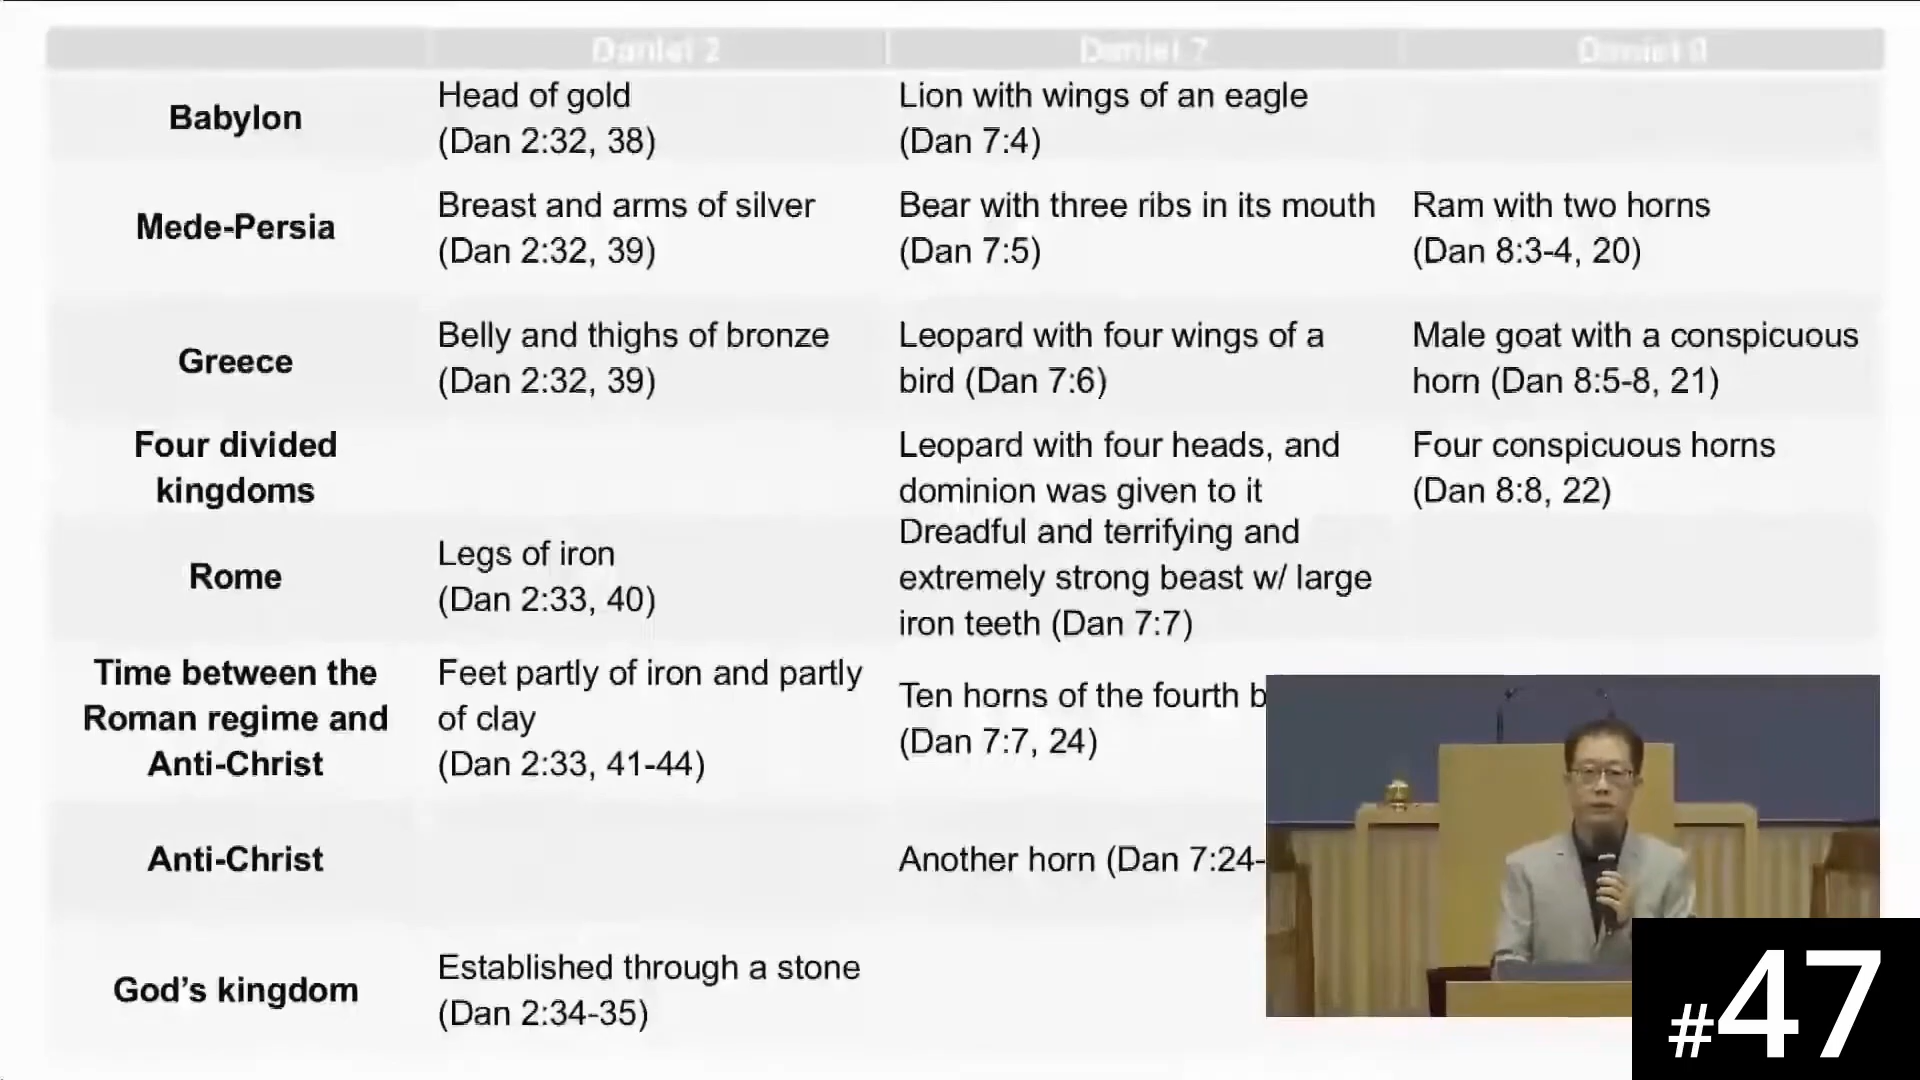 Daniel 2
Daniel 7
Daniel 8
Babylon
Head of gold
(Dan 2:32, 38)
Lion with wings of an eagle
(Dan 7:4)
Mede-Persia
Breast and arms of silver
(Dan 2:32, 39)
Bear with three ribs in its mouth
(Dan 7:5)
Ram with two horns
(Dan 8:3-4, 20)
Greece
Belly and thighs of bronze
(Dan 2:32, 39)
Leopard with four wings of a
bird (Dan 7:6)
Male goat with a conspicuous
horn (Dan 8:5-8, 21)
Four divided
kingdoms
Leopard with four heads, and
dominion was given to it
Four conspicuous horns
(Dan 8:8, 22)
Rome
Legs of iron
(Dan 2:33, 40)
Dreadful and terrifying and
extremely strong beast w/ large
iron teeth (Dan 7:7)
Time between the
Roman regime and
Anti-Christ
Feet partly of iron and partly
of clay
(Dan 2:33, 41-44)
Ten horns of the fourth b
(Dan 7:7, 24)
Anti-Christ
Another horn (Dan 7:24-
God’s kingdom
Established through a stone
(Dan 2:34-35)
#47